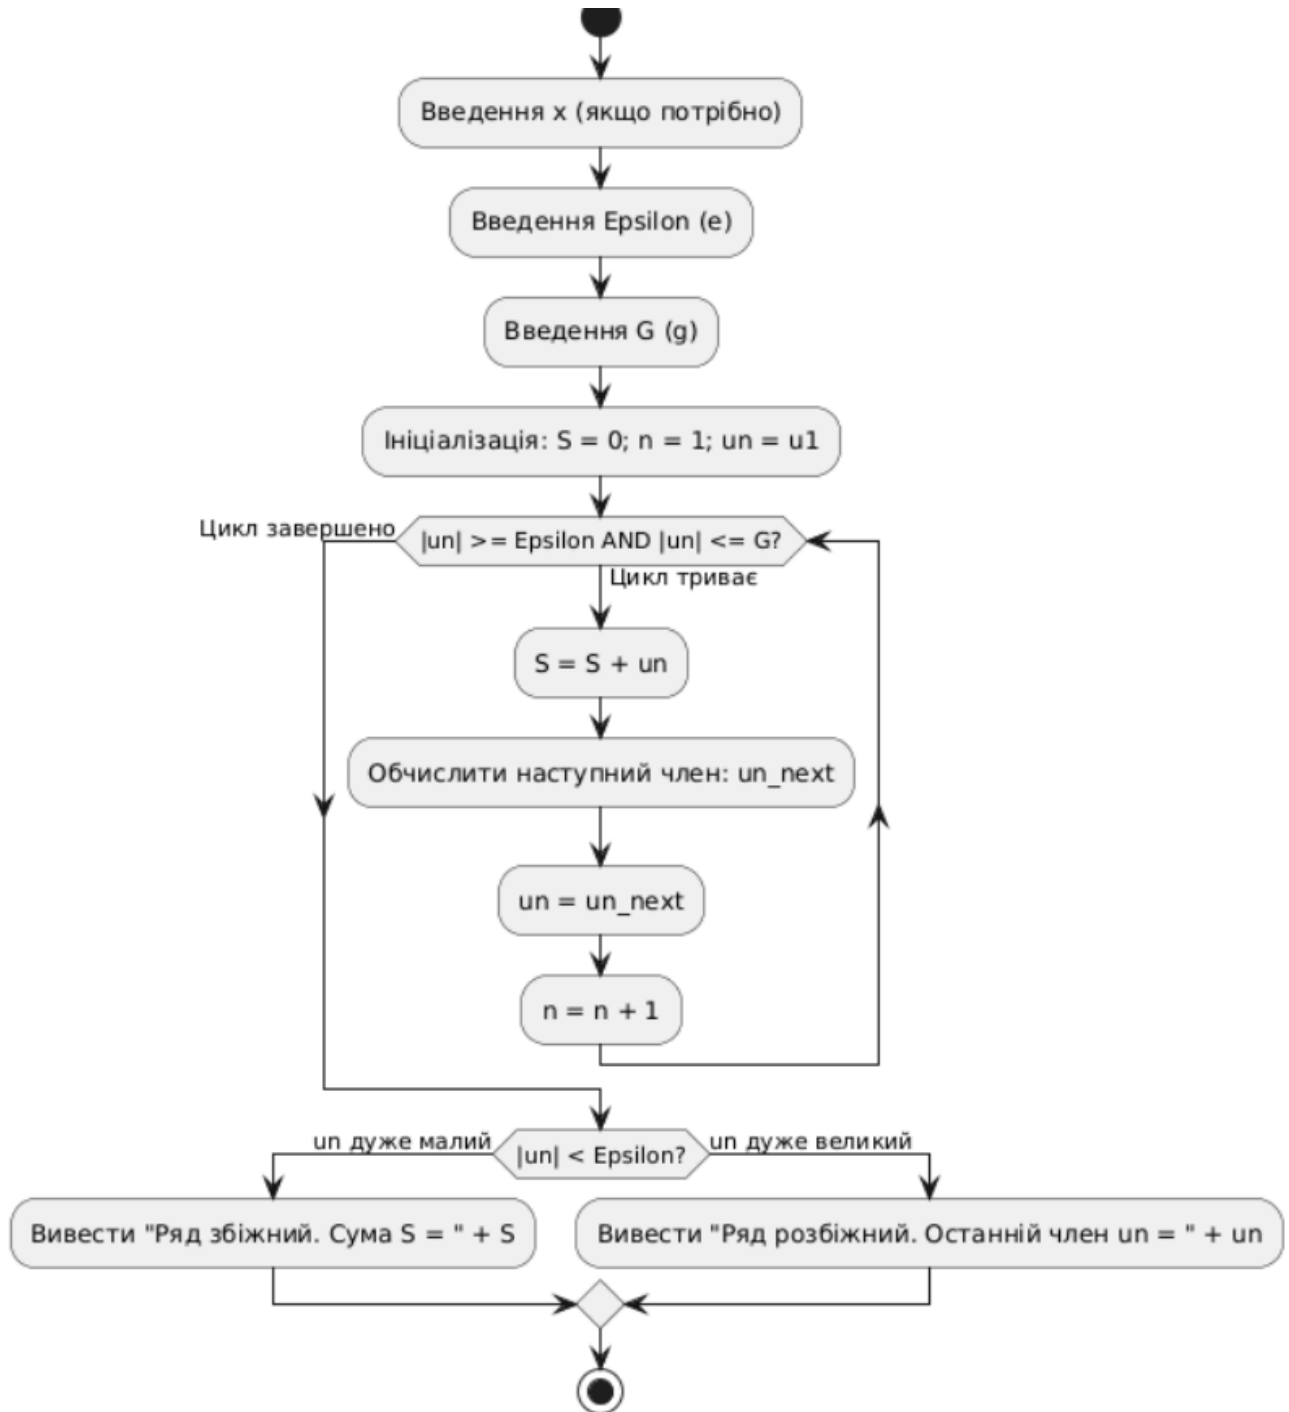 Введення x (якщо потрібно)
Введення Epsilon (e)
Введення G (g)
Ініціалізація: S = 0; n = 1; un = u1
Цикл завершено
|un| >= Epsilon AND |un| <= G?
Цикл триває
S = S + un
Обчислити наступний член: un_next
un = un_next
n = n + 1
un дуже малий
|un| < Epsilon?
un дуже великий
Вивести "Ряд збіжний. Сума S = " + S
Вивести "Ряд розбіжний. Останній член un = " + un